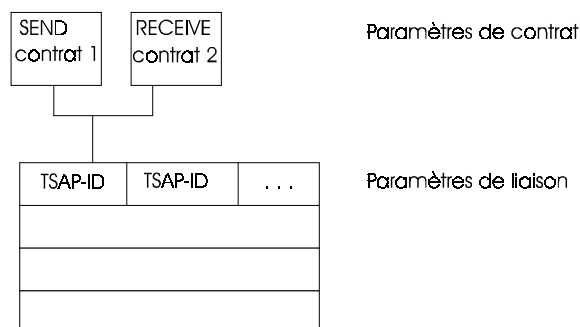 SEND
contrat 1
RECEIVE
contrat 2
Paramètres de contrat
TSAP-ID
TSAP-ID
...
Paramètres de liaison